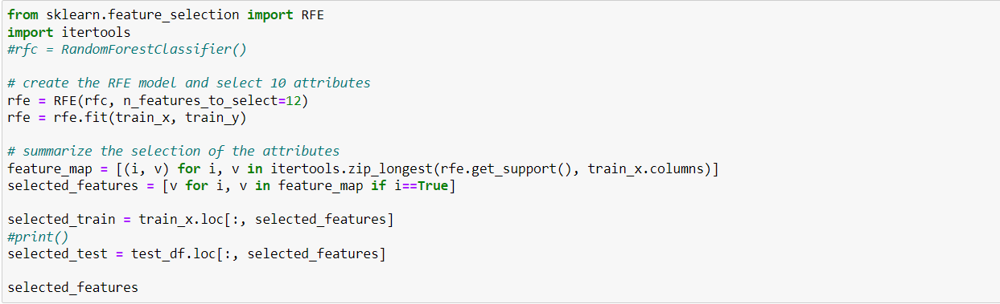 from sklearn.feature_selection import RFE
import itertools
#rfc = RandomForestClassifier()
# create the RFE model and select 10 attributes
rfe = RFE(rfc, n_features_to_select=12)
rfe = rfe.fit(train_x, train_y)
# summarize the selection of the attributes
feature_map = [(i, v) for i, v in itertools.zip_longest(rfe.get_support(), train_x.columns)]
selected_features = [v for i, v in feature_map if i==True]
selected_train = train_x.loc[:, selected_features]
#print()
selected_test = test_df.loc[:, selected_features]
selected_features